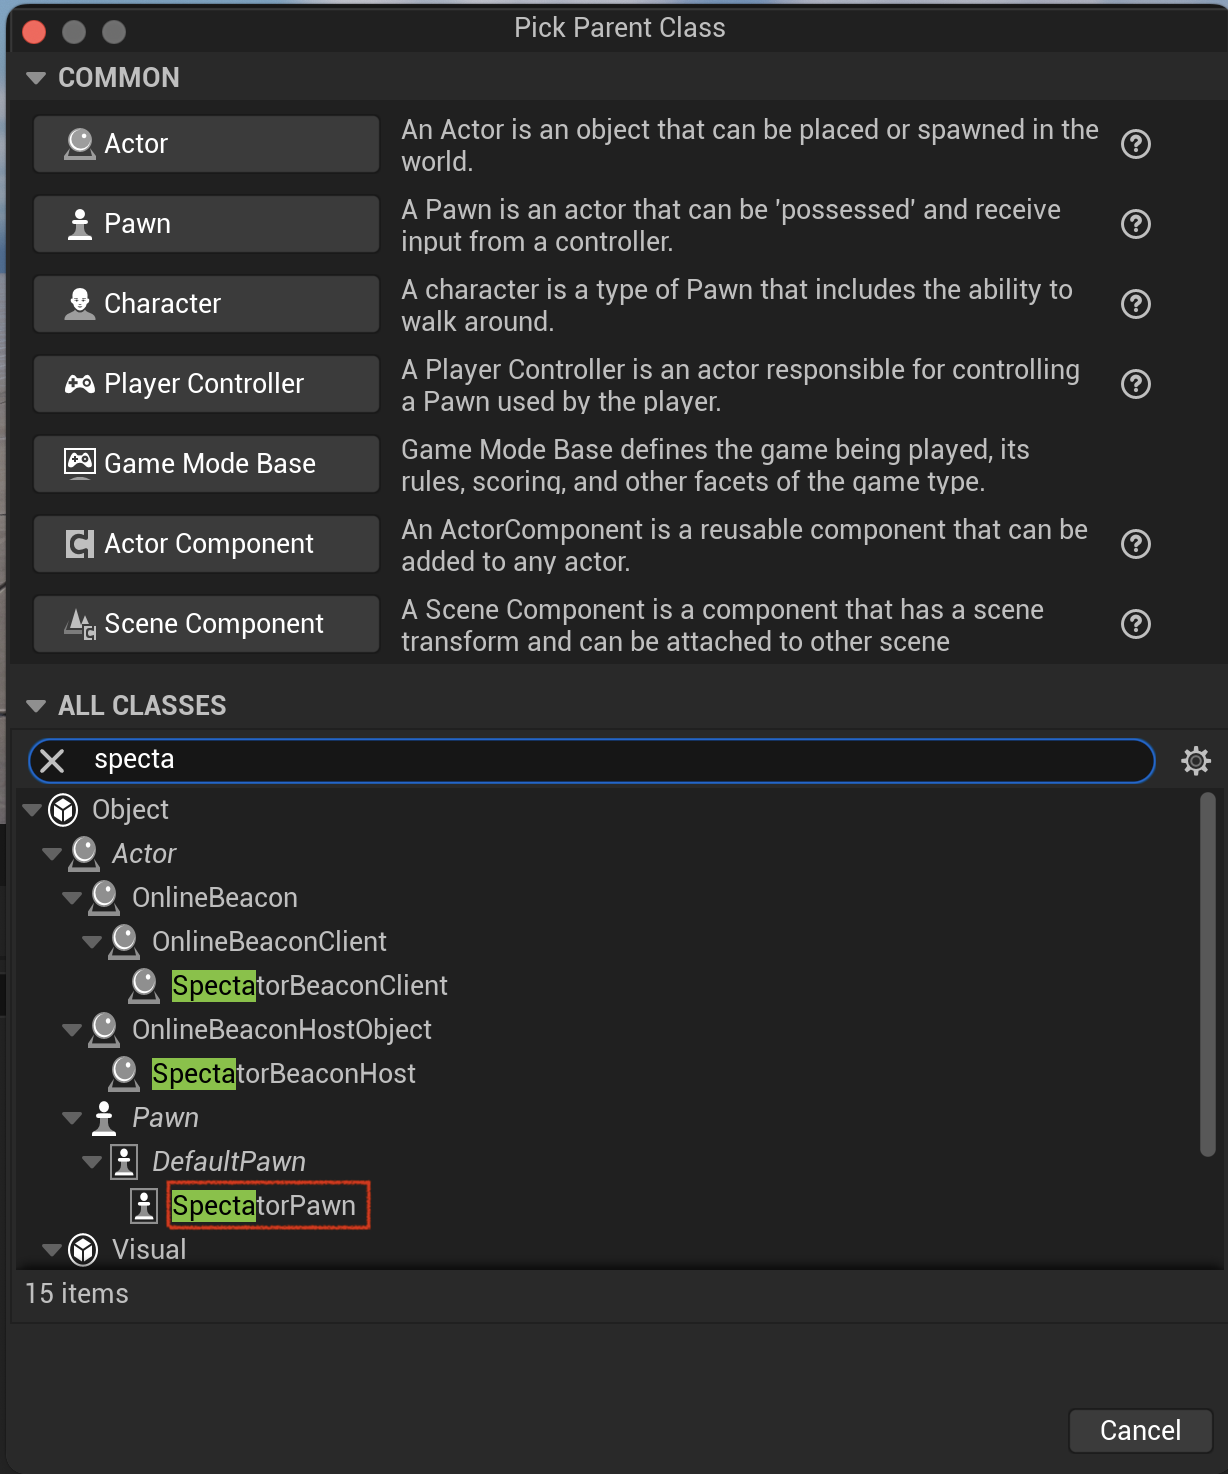 Pick Parent Class
COMMON
Actor
An Actor is an object that can be placed or spawned in the
world.
Pawn
A Pawn is an actor that can be 'possessed' and receive
input from a controller.
Character
A character is a type of Pawn that includes the ability to
walk around.
Player Controller
A Player Controller is an actor responsible for controlling
a Pawn used by the player.
Game Mode Base
Game Mode Base defines the game being played, its
rules, scoring, and other facets of the game type.
Actor Component
An ActorComponent is a reusable component that can be
added to any actor.
Scene Component
A Scene Component is a component that has a scene
transform and can be attached to other scene
ALL CLASSES
specta
Object
Actor
OnlineBeacon
OnlineBeaconClient
SpectatorBeaconClient
OnlineBeaconHostObject
SpectatorBeaconHost
Pawn
DefaultPawn
SpectatorPawn
Visual
15 items
Cancel